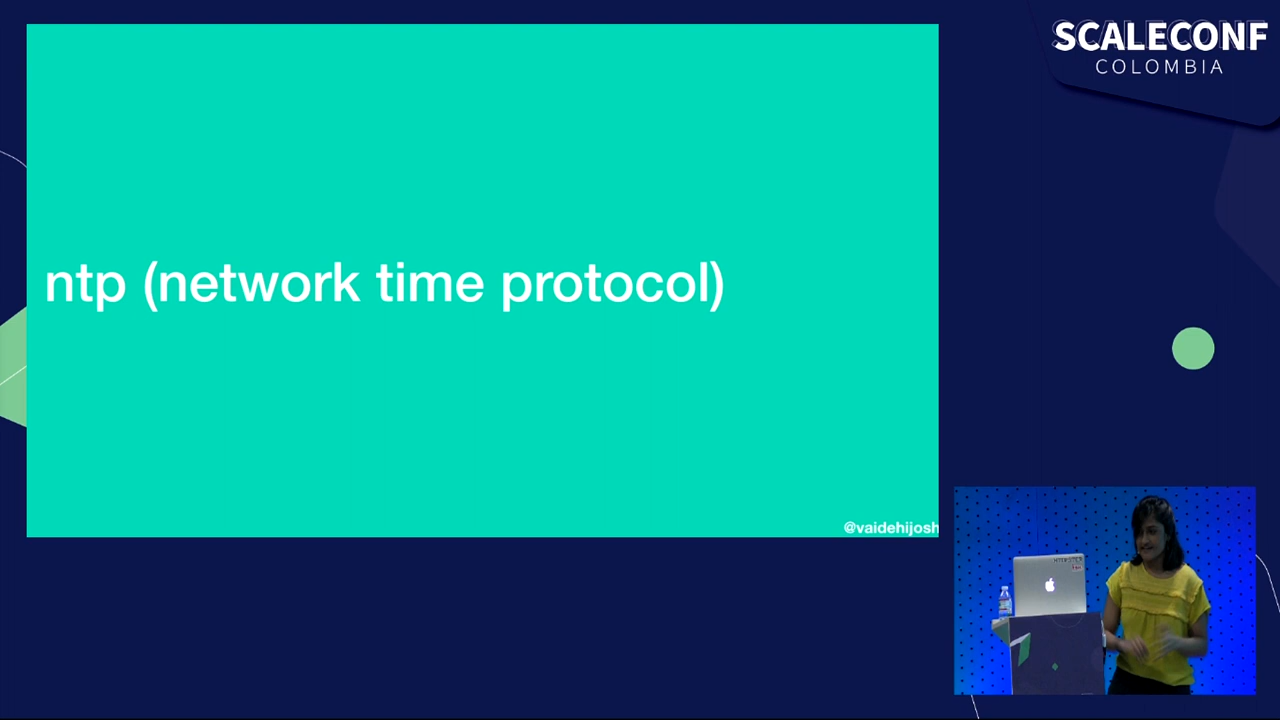 SCALECONF
COLOMBIA
ntp (network time protocol)
@vaidehijosh